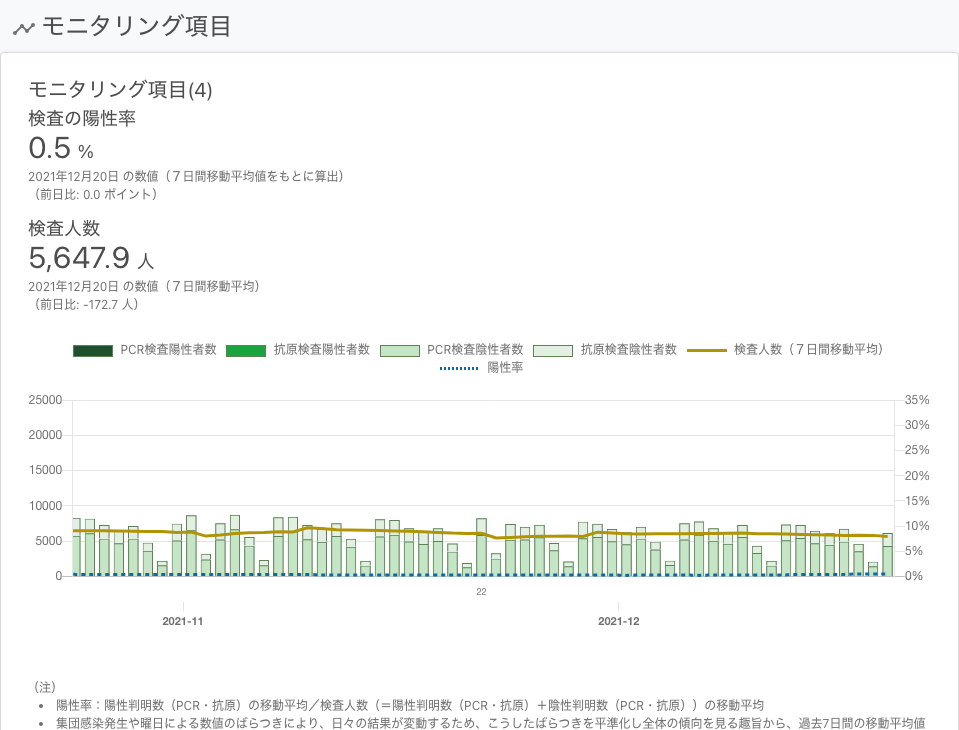 モニタリング項目
モニタリング項目(4)
検査の陽性率
0.5 %
2021年12月20日 の数値（７日間移動平均値をもとに算出）
（前日比: 0.0 ポイント）
検査人数
5,647.9 人
2021年12月20日 の数値（７日間移動平均）
（前日比: -172.7 人）
PCR検査陽性者数 抗原検査陽性者数 PCR検査陰性者数 抗原検査陰性者数 検査人数（７日間移動平均）
陽性率
25000 35%
30%
20000
25%
15000 20%
15%
10000
10%
5000
5%
0 0%
22
2021-11 2021-12
（注）
• 陽性率：陽性判明数（PCR・抗原）の移動平均／検査人数（＝陽性判明数（PCR・抗原）＋陰性判明数（PCR・抗原））の移動平均
• 集団感染発生や曜日による数値のばらつきにより、日々の結果が変動するため、こうしたばらつきを平準化し全体の傾向を見る趣旨から、過去7日間の移動平均値